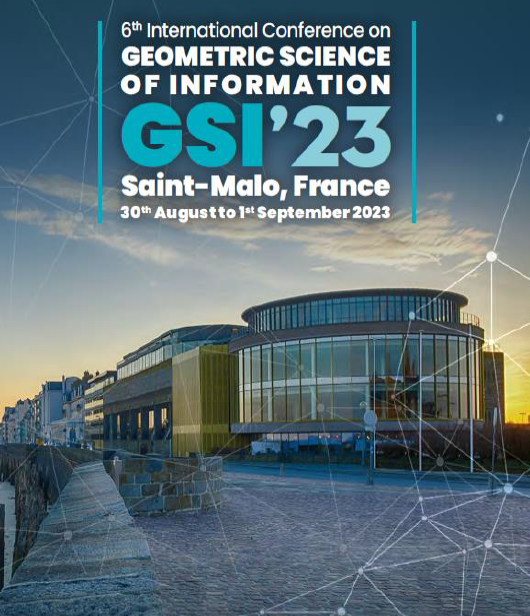 6th International Conference on
GEOMETRIC SCIENCE
OF INFORMATION
GSI'23
Saint-Malo, France
30th August to 1st September 2023